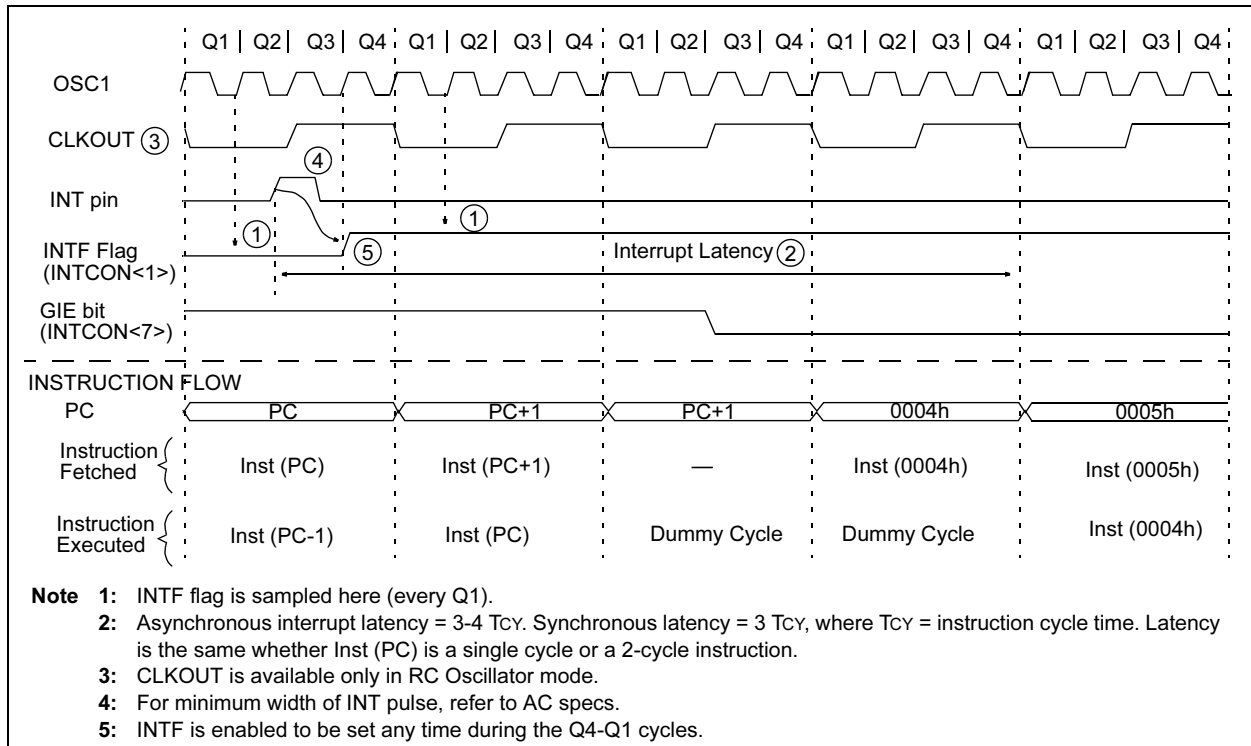 Q1 | Q2 | Q3 | Q4 Q1 | Q2 | Q3 | Q4 Q1 | Q2 | Q3 | Q4 Q1 | Q2 | Q3 | Q4 Q1 | Q2 | Q3 | Q4
OSC1
CLKOUT 3
4
INT pin
1 1
INTF Flag
(INTCON<1>)
5
Interrupt Latency 2
GIE bit
(INTCON<7>)
INSTRUCTION FLOW
PC PC PC+1 PC+1 0004h 0005h
Instruction
Fetched
Inst (PC) Inst (PC+1) — Inst (0004h) Inst (0005h)
Instruction
Executed
Inst (PC-1) Inst (PC) Dummy Cycle Dummy Cycle Inst (0004h)
Note 1: INTF flag is sampled here (every Q1).
2: Asynchronous interrupt latency = 3-4 TCY. Synchronous latency = 3 TCY, where TCY = instruction cycle time. Latency
is the same whether Inst (PC) is a single cycle or a 2-cycle instruction.
3: CLKOUT is available only in RC Oscillator mode.
4: For minimum width of INT pulse, refer to AC specs.
5: INTF is enabled to be set any time during the Q4-Q1 cycles.